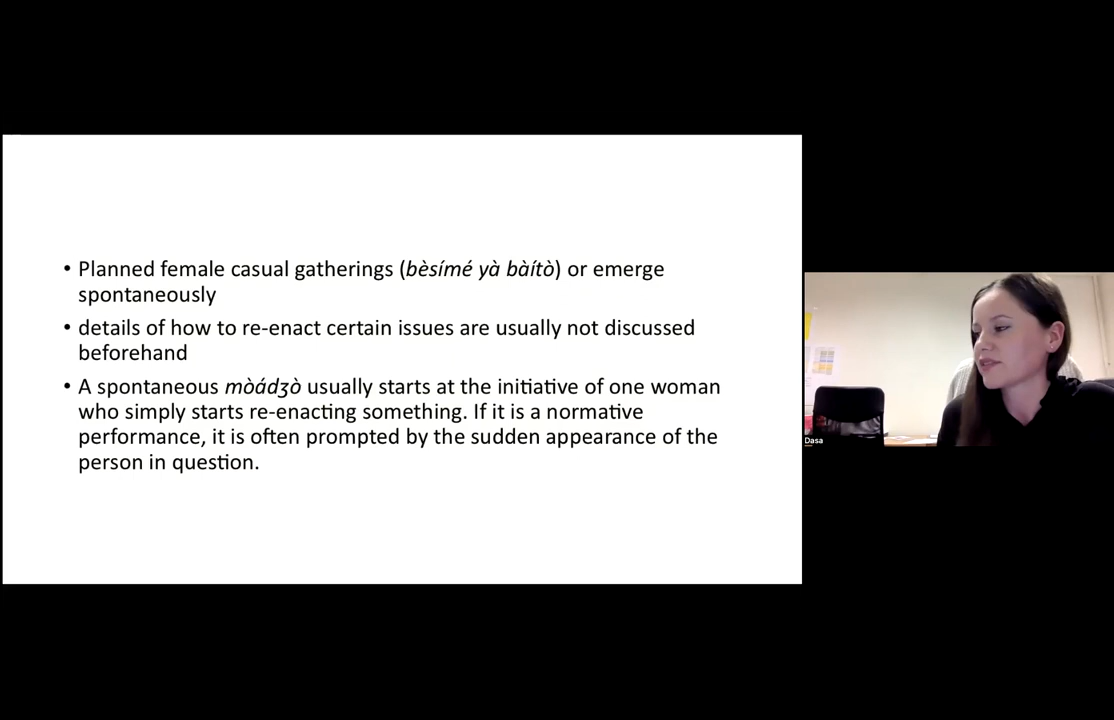 • Planned female casual gatherings (bèsímé yà bàítò) or emerge
spontaneously
• details of how to re-enact certain issues are usually not discussed
beforehand
• A spontaneous mòádʒò usually starts at the initiative of one woman
who simply starts re-enacting something. If it is a normative
performance, it is often prompted by the sudden appearance of the
person in question.
Dasa